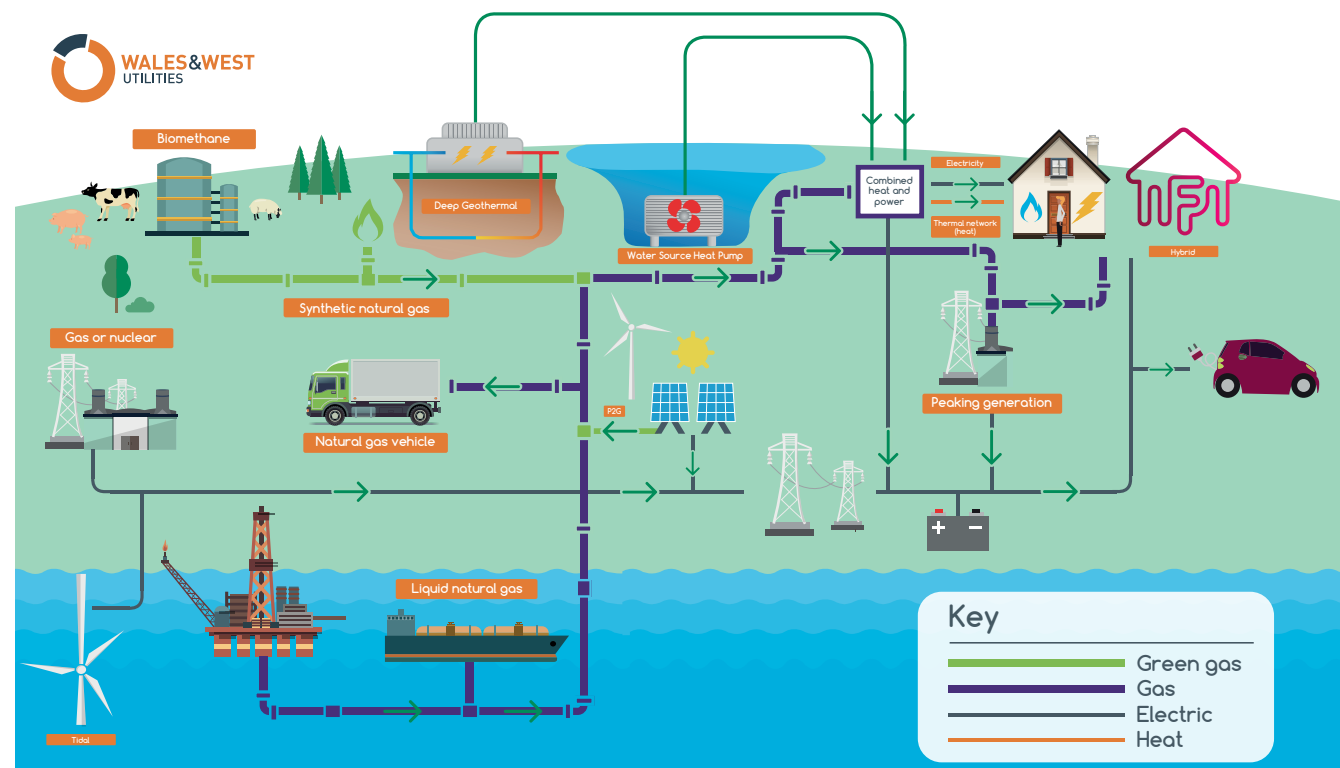 WALES&WEST
UTILITIES
Biomethane
Deep Geothermal
Water Source Heat Pump
Combined
heat and
power
Electricity
Thermal network
(heat)
Hybrid
Synthetic natural gas
Gas or nuclear
Natural gas vehicle
P2G
Peaking generation
+ −
Liquid natural gas
Tidal
Key
Green gas
Gas
Electric
Heat